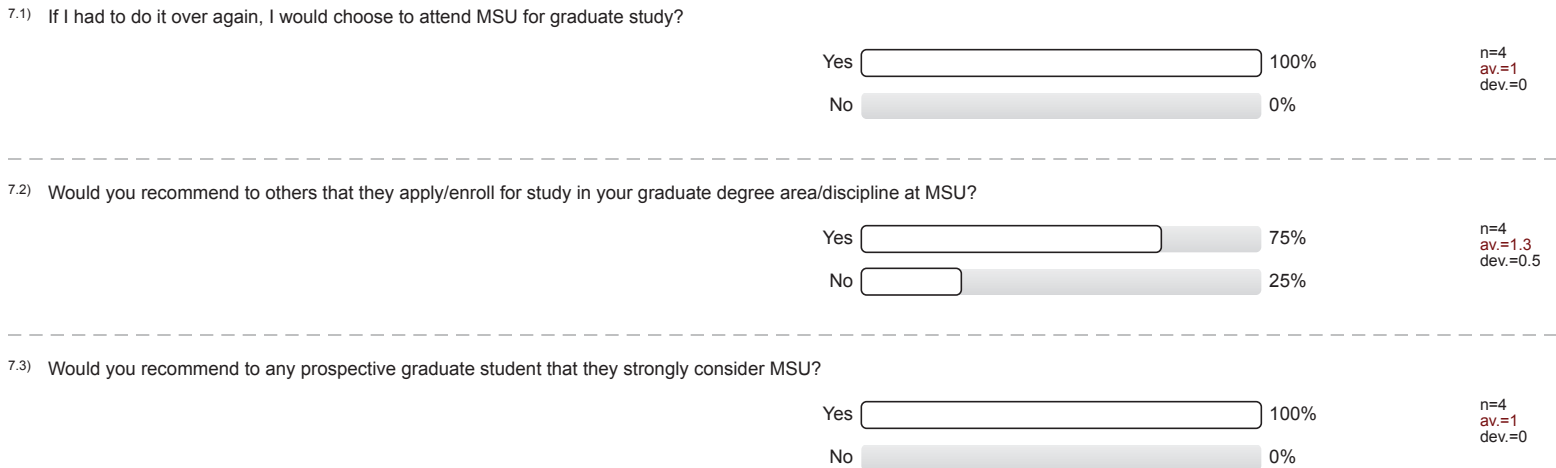 7.1) If I had to do it over again, I would choose to attend MSU for graduate study?
Yes 100%
No 0%
n=4
av.=1
dev.=0
7.2) Would you recommend to others that they apply/enroll for study in your graduate degree area/discipline at MSU?
Yes 75%
No 25%
n=4
av.=1.3
dev.=0.5
7.3) Would you recommend to any prospective graduate student that they strongly consider MSU?
Yes 100%
No 0%
n=4
av.=1
dev.=0